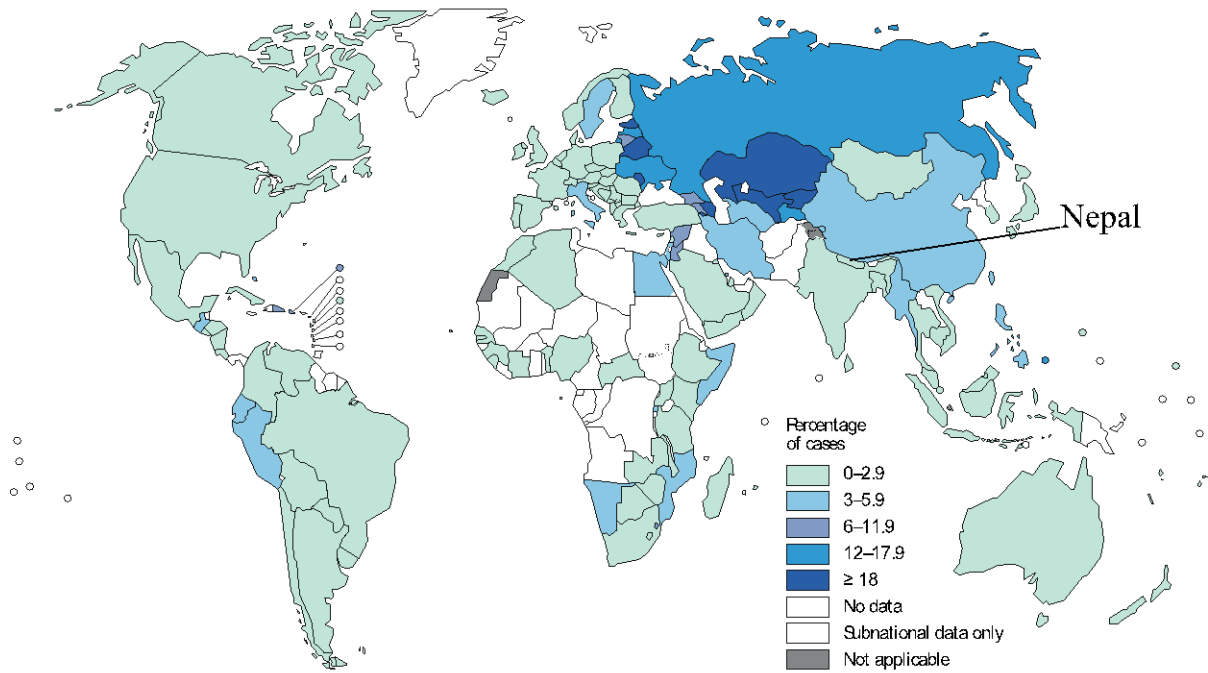 Nepal
Percentage
of cases
0–2.9
3–5.9
6–11.9
12–17.9
≥ 18
No data
Subnational data only
Not applicable